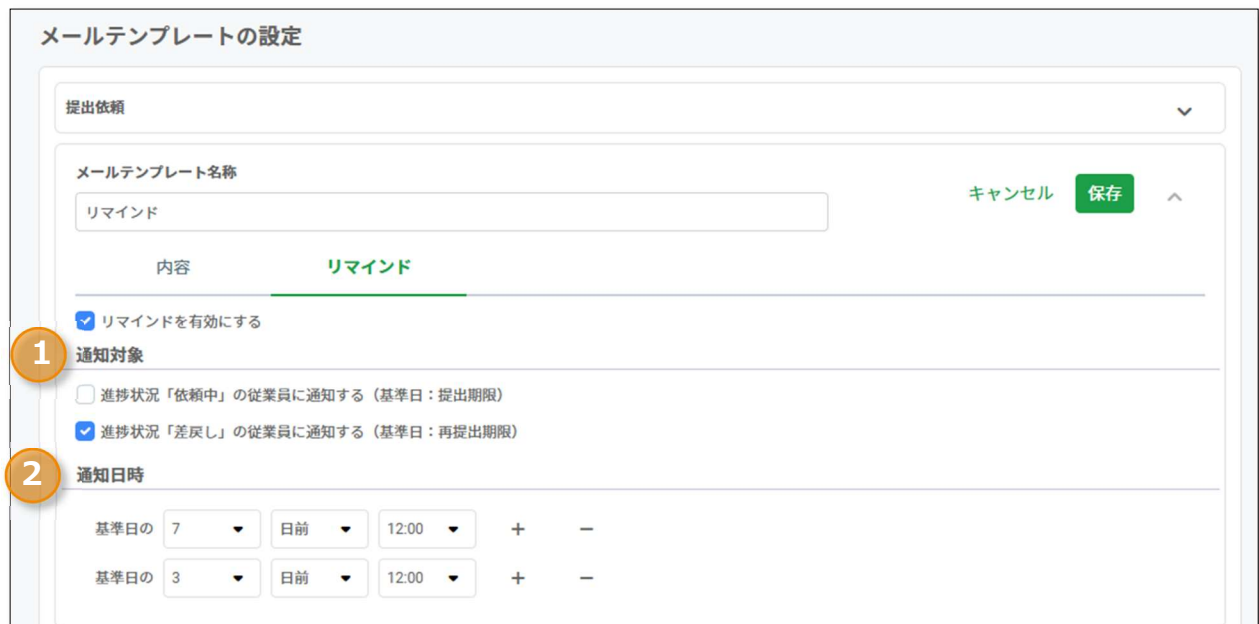 メールテンプレートの設定
提出依頼
メールテンプレート名称
リマインド
キャンセル 保存
内容 リマインド
リマインドを有効にする
1 通知対象
進捗状況「依頼中」の従業員に通知する（基準日：提出期限）
進捗状況「差戻し」の従業員に通知する（基準日：再提出期限）
2 通知日時
基準日の 7 日前 12:00 + −
基準日の 3 日前 12:00 + −